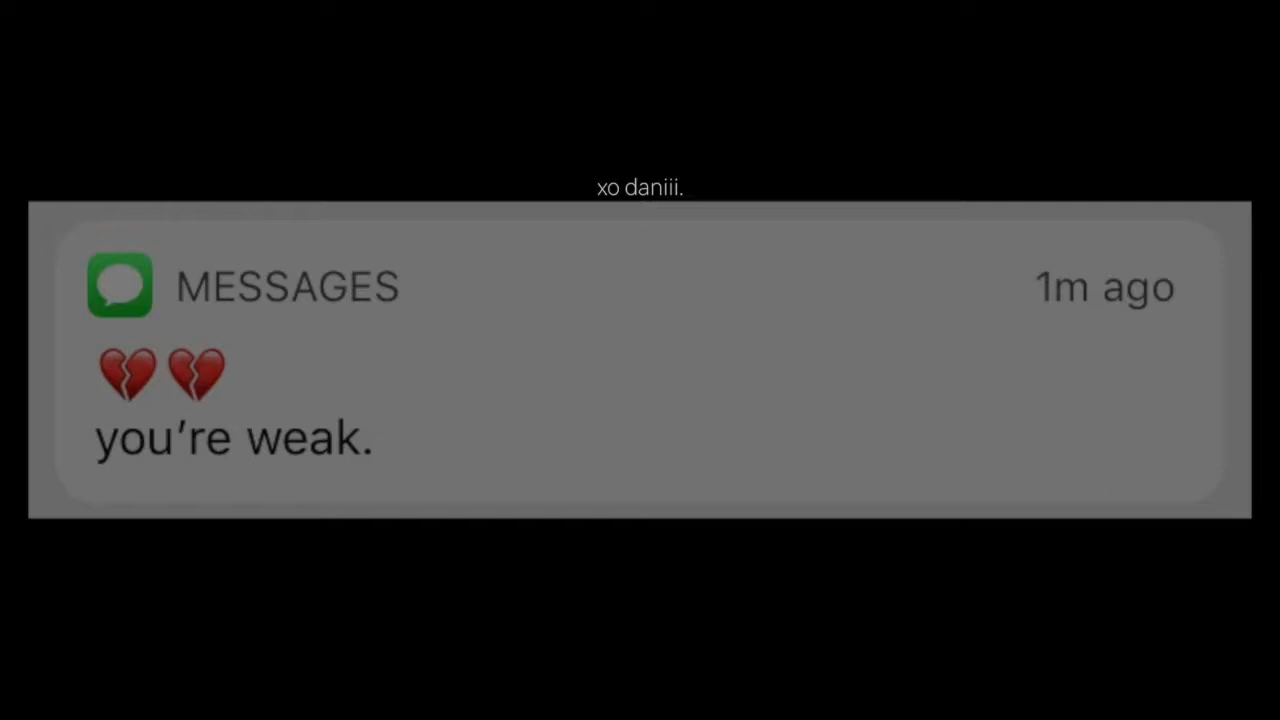 xo daniii.
MESSAGES 1m ago
💔 💔
you’re weak.